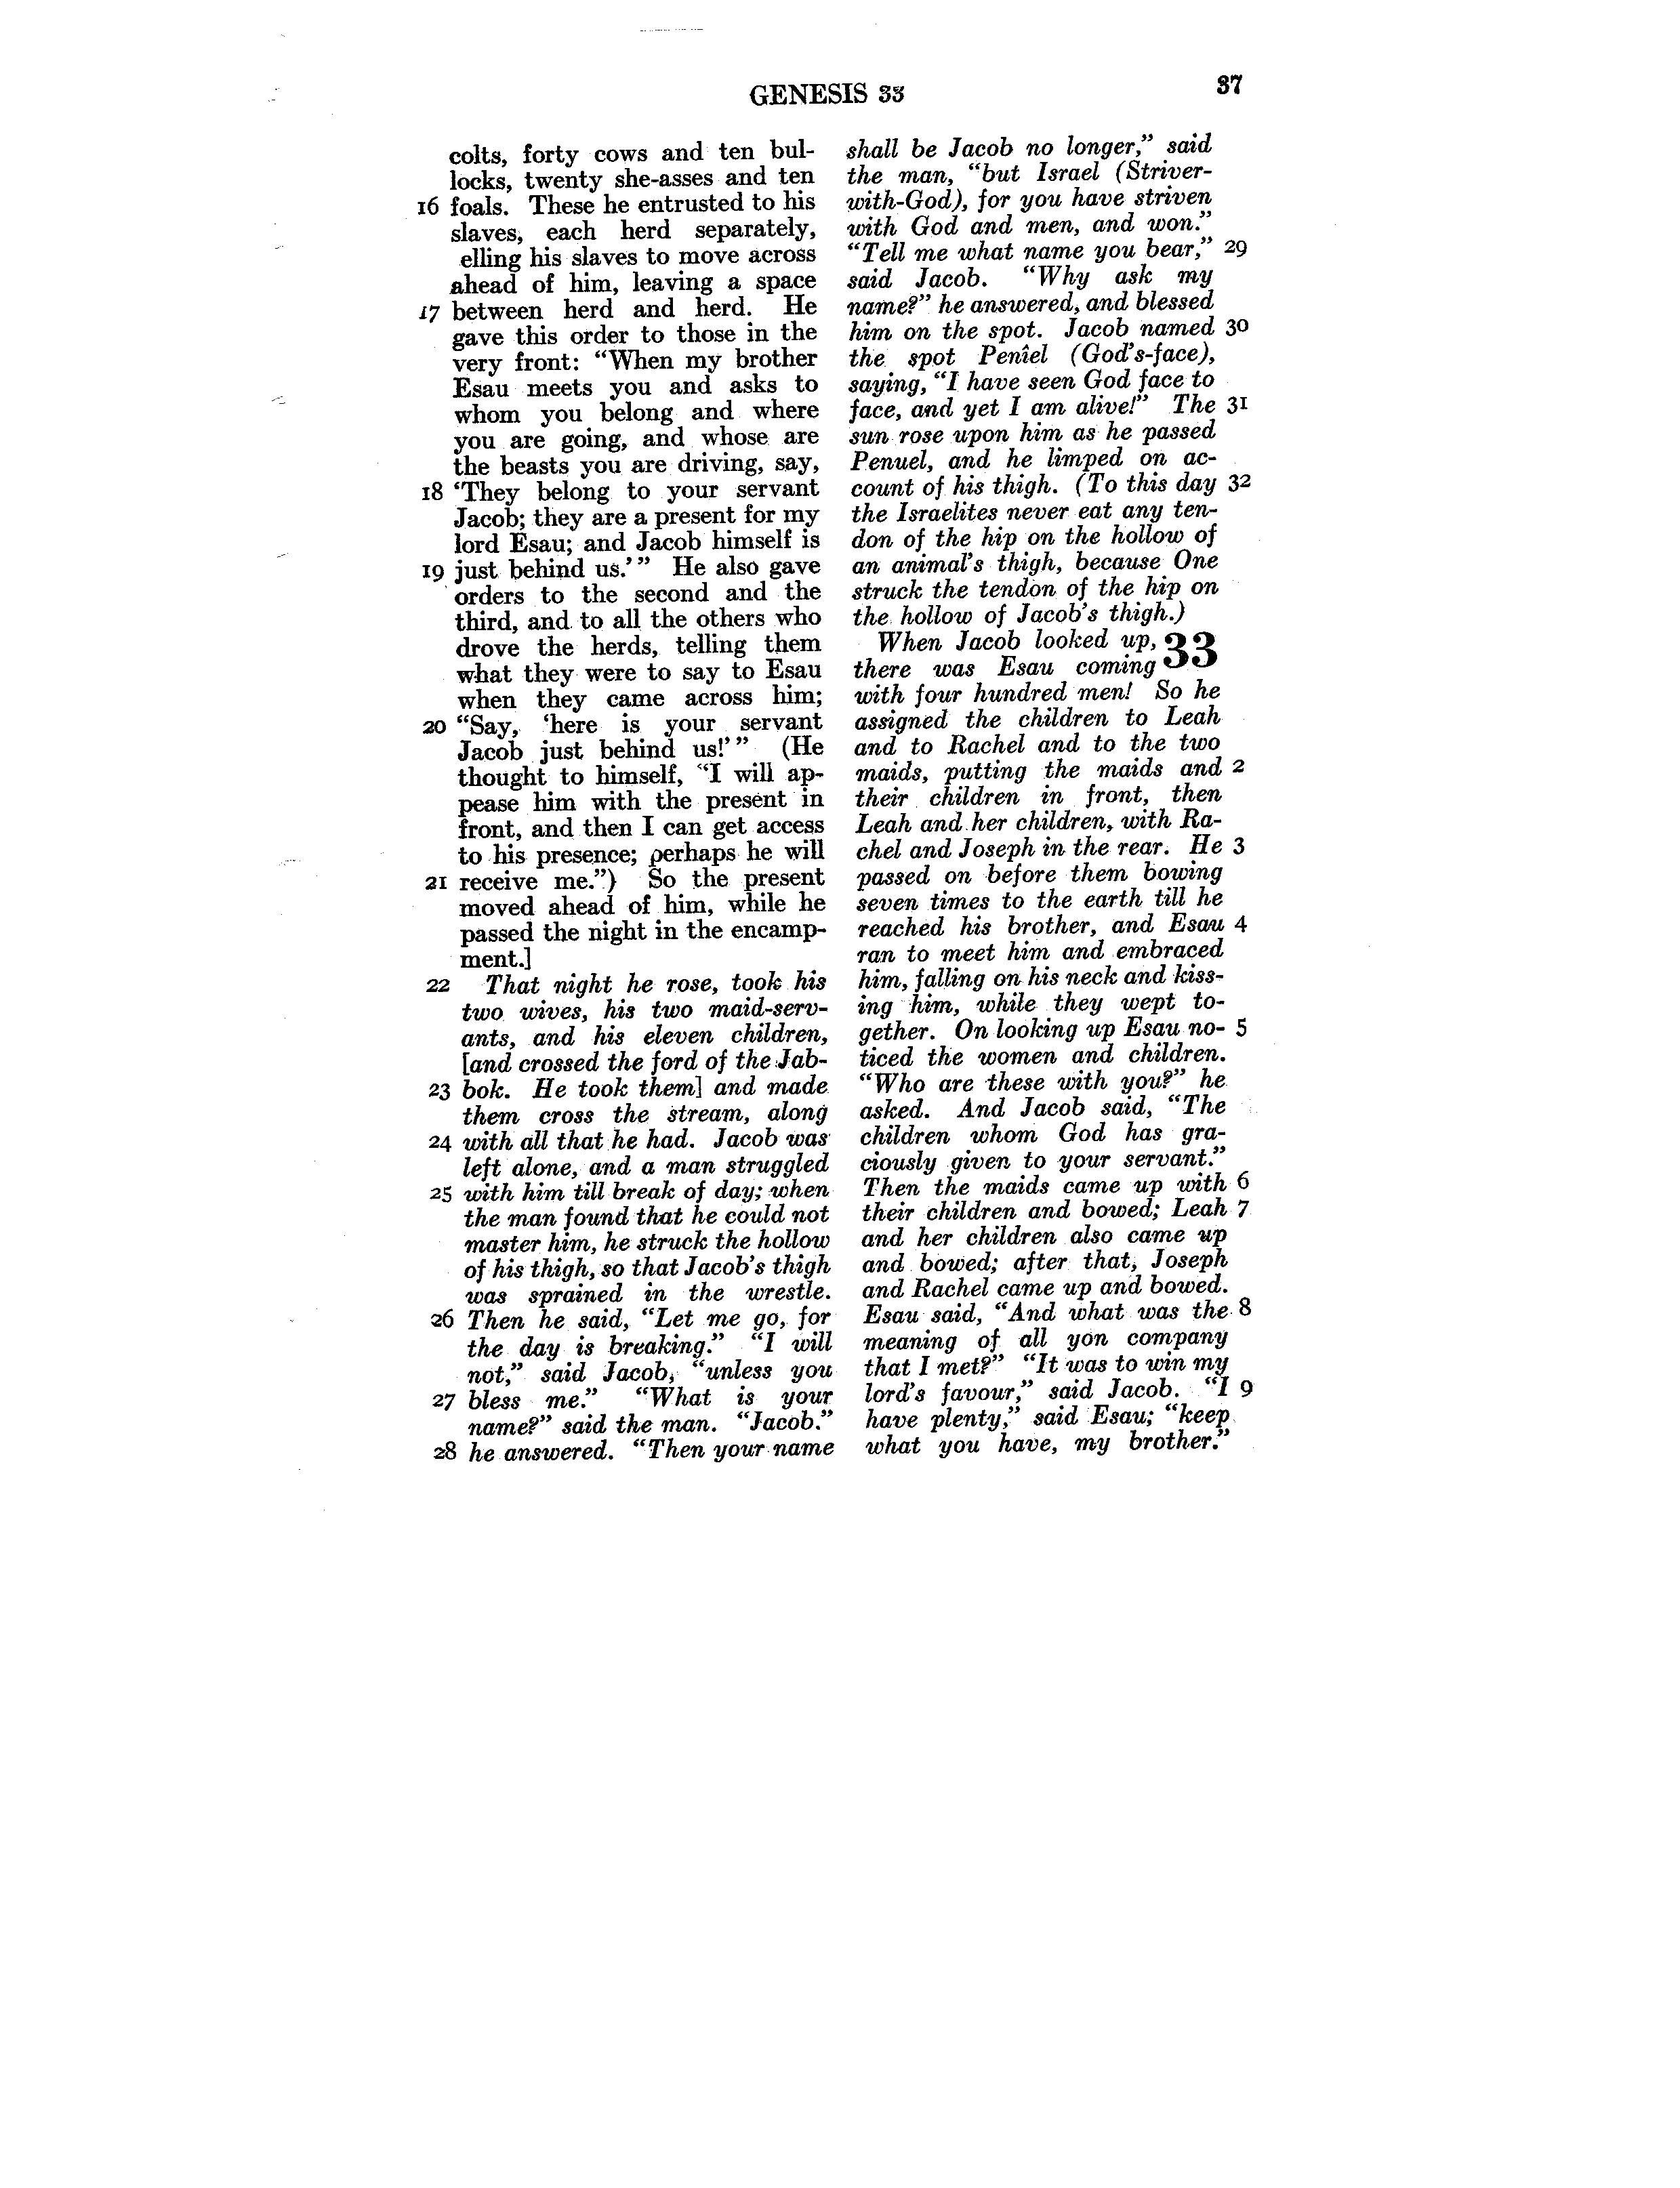 GENESIS 33
37
colts, forty cows and ten bul-
locks, twenty she-asses and ten
16 foals. These he entrusted to his
slaves, each herd separately,
elling his slaves to move across
ahead of him, leaving a space
17 between herd and herd. He
gave this order to those in the
very front: “When my brother
Esau meets you and asks to
whom you belong and where
you are going, and whose are
the beasts you are driving, say,
18 ‘They belong to your servant
Jacob; they are a present for my
lord Esau; and Jacob himself is
19 just behind us.’” He also gave
orders to the second and the
third, and to all the others who
drove the herds, telling them
what they were to say to Esau
when they came across him;
20 “Say, ‘here is your servant
Jacob just behind us!’” (He
thought to himself, “I will ap-
pease him with the present in
front, and then I can get access
to his presence; perhaps he will
21 receive me.”) So the present
moved ahead of him, while he
passed the night in the encamp-
ment.]
22 That night he rose, took his
two wives, his two maid-serv-
ants, and his eleven children,
[and crossed the ford of the Jab-
23 bok. He took them] and made
them cross the stream, along
24 with all that he had. Jacob was
left alone, and a man struggled
25 with him till break of day; when
the man found that he could not
master him, he struck the hollow
of his thigh, so that Jacob's thigh
was sprained in the wrestle.
26 Then he said, “Let me go, for
the day is breaking.” “I will
not,” said Jacob, “unless you
27 bless me.” “What is your
name?” said the man. “Jacob.”
28 he answered. “Then your name
shall be Jacob no longer,” said
the man, “but Israel (Striver-
with-God), for you have striven
with God and men, and won.”
“Tell me what name you bear,” 29
said Jacob. “Why ask my
name?” he answered, and blessed
him on the spot. Jacob named 30
the spot Penîel (God's-face),
saying, “I have seen God face to
face, and yet I am alive!” The 31
sun rose upon him as he passed
Penuel, and he limped on ac-
count of his thigh. (To this day 32
the Israelites never eat any ten-
don of the hip on the hollow of
an animal's thigh, because One
struck the tendon of the hip on
the hollow of Jacob's thigh.)
When Jacob looked up, 33
there was Esau coming
with four hundred men! So he
assigned the children to Leah
and to Rachel and to the two
maids, putting the maids and 2
their children in front, then
Leah and her children, with Ra-
chel and Joseph in the rear. He 3
passed on before them bowing
seven times to the earth till he
reached his brother, and Esau 4
ran to meet him and embraced
him, falling on his neck and kiss-
ing him, while they wept to-
gether. On looking up Esau no- 5
ticed the women and children.
“Who are these with you?” he
asked. And Jacob said, “The
children whom God has gra-
ciously given to your servant.”
Then the maids came up with 6
their children and bowed; Leah 7
and her children also came up
and bowed; after that, Joseph
and Rachel came up and bowed.
Esau said, “And what was the 8
meaning of all yon company
that I met?” “It was to win my
lord's favour,” said Jacob. “I 9
have plenty,” said Esau; “keep
what you have, my brother.”